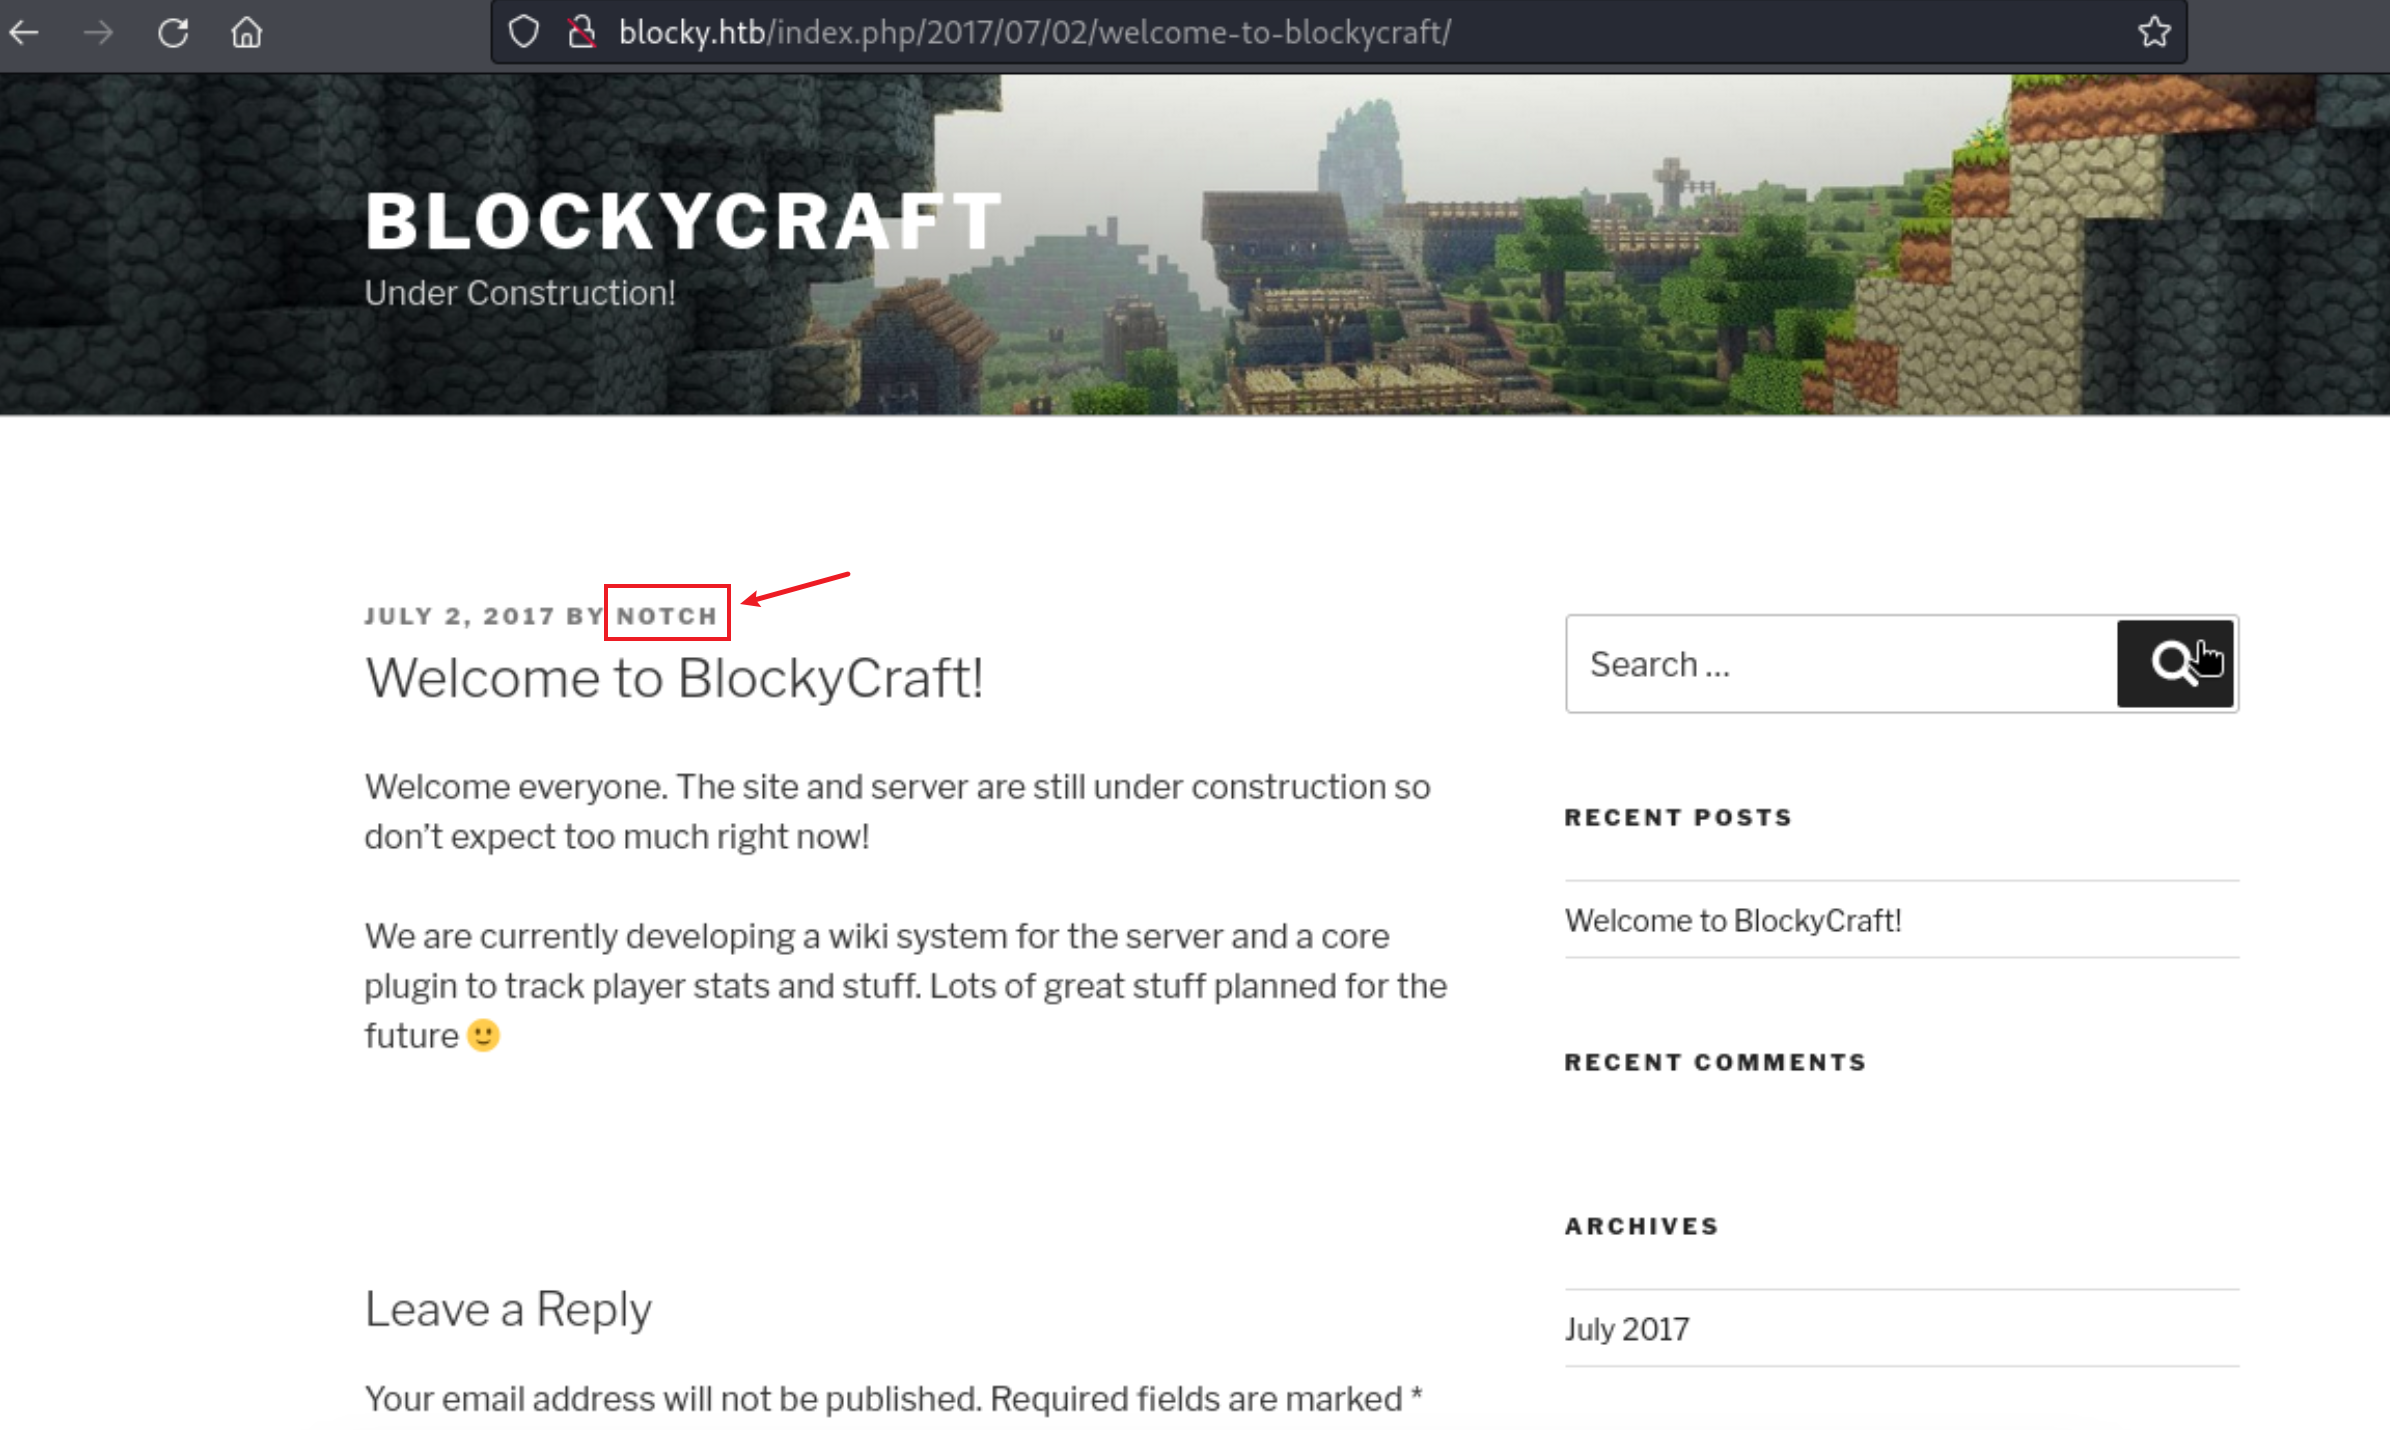 blocky.htb/index.php/2017/07/02/welcome-to-blockycraft/
BLOCKYCRAFT
Under Construction!
JULY 2, 2017 BY NOTCH
Welcome to BlockyCraft!
Welcome everyone. The site and server are still under construction so
don’t expect too much right now!
We are currently developing a wiki system for the server and a core
plugin to track player stats and stuff. Lots of great stuff planned for the
future 🙂
Leave a Reply
Your email address will not be published. Required fields are marked *
Search …
RECENT POSTS
Welcome to BlockyCraft!
RECENT COMMENTS
ARCHIVES
July 2017